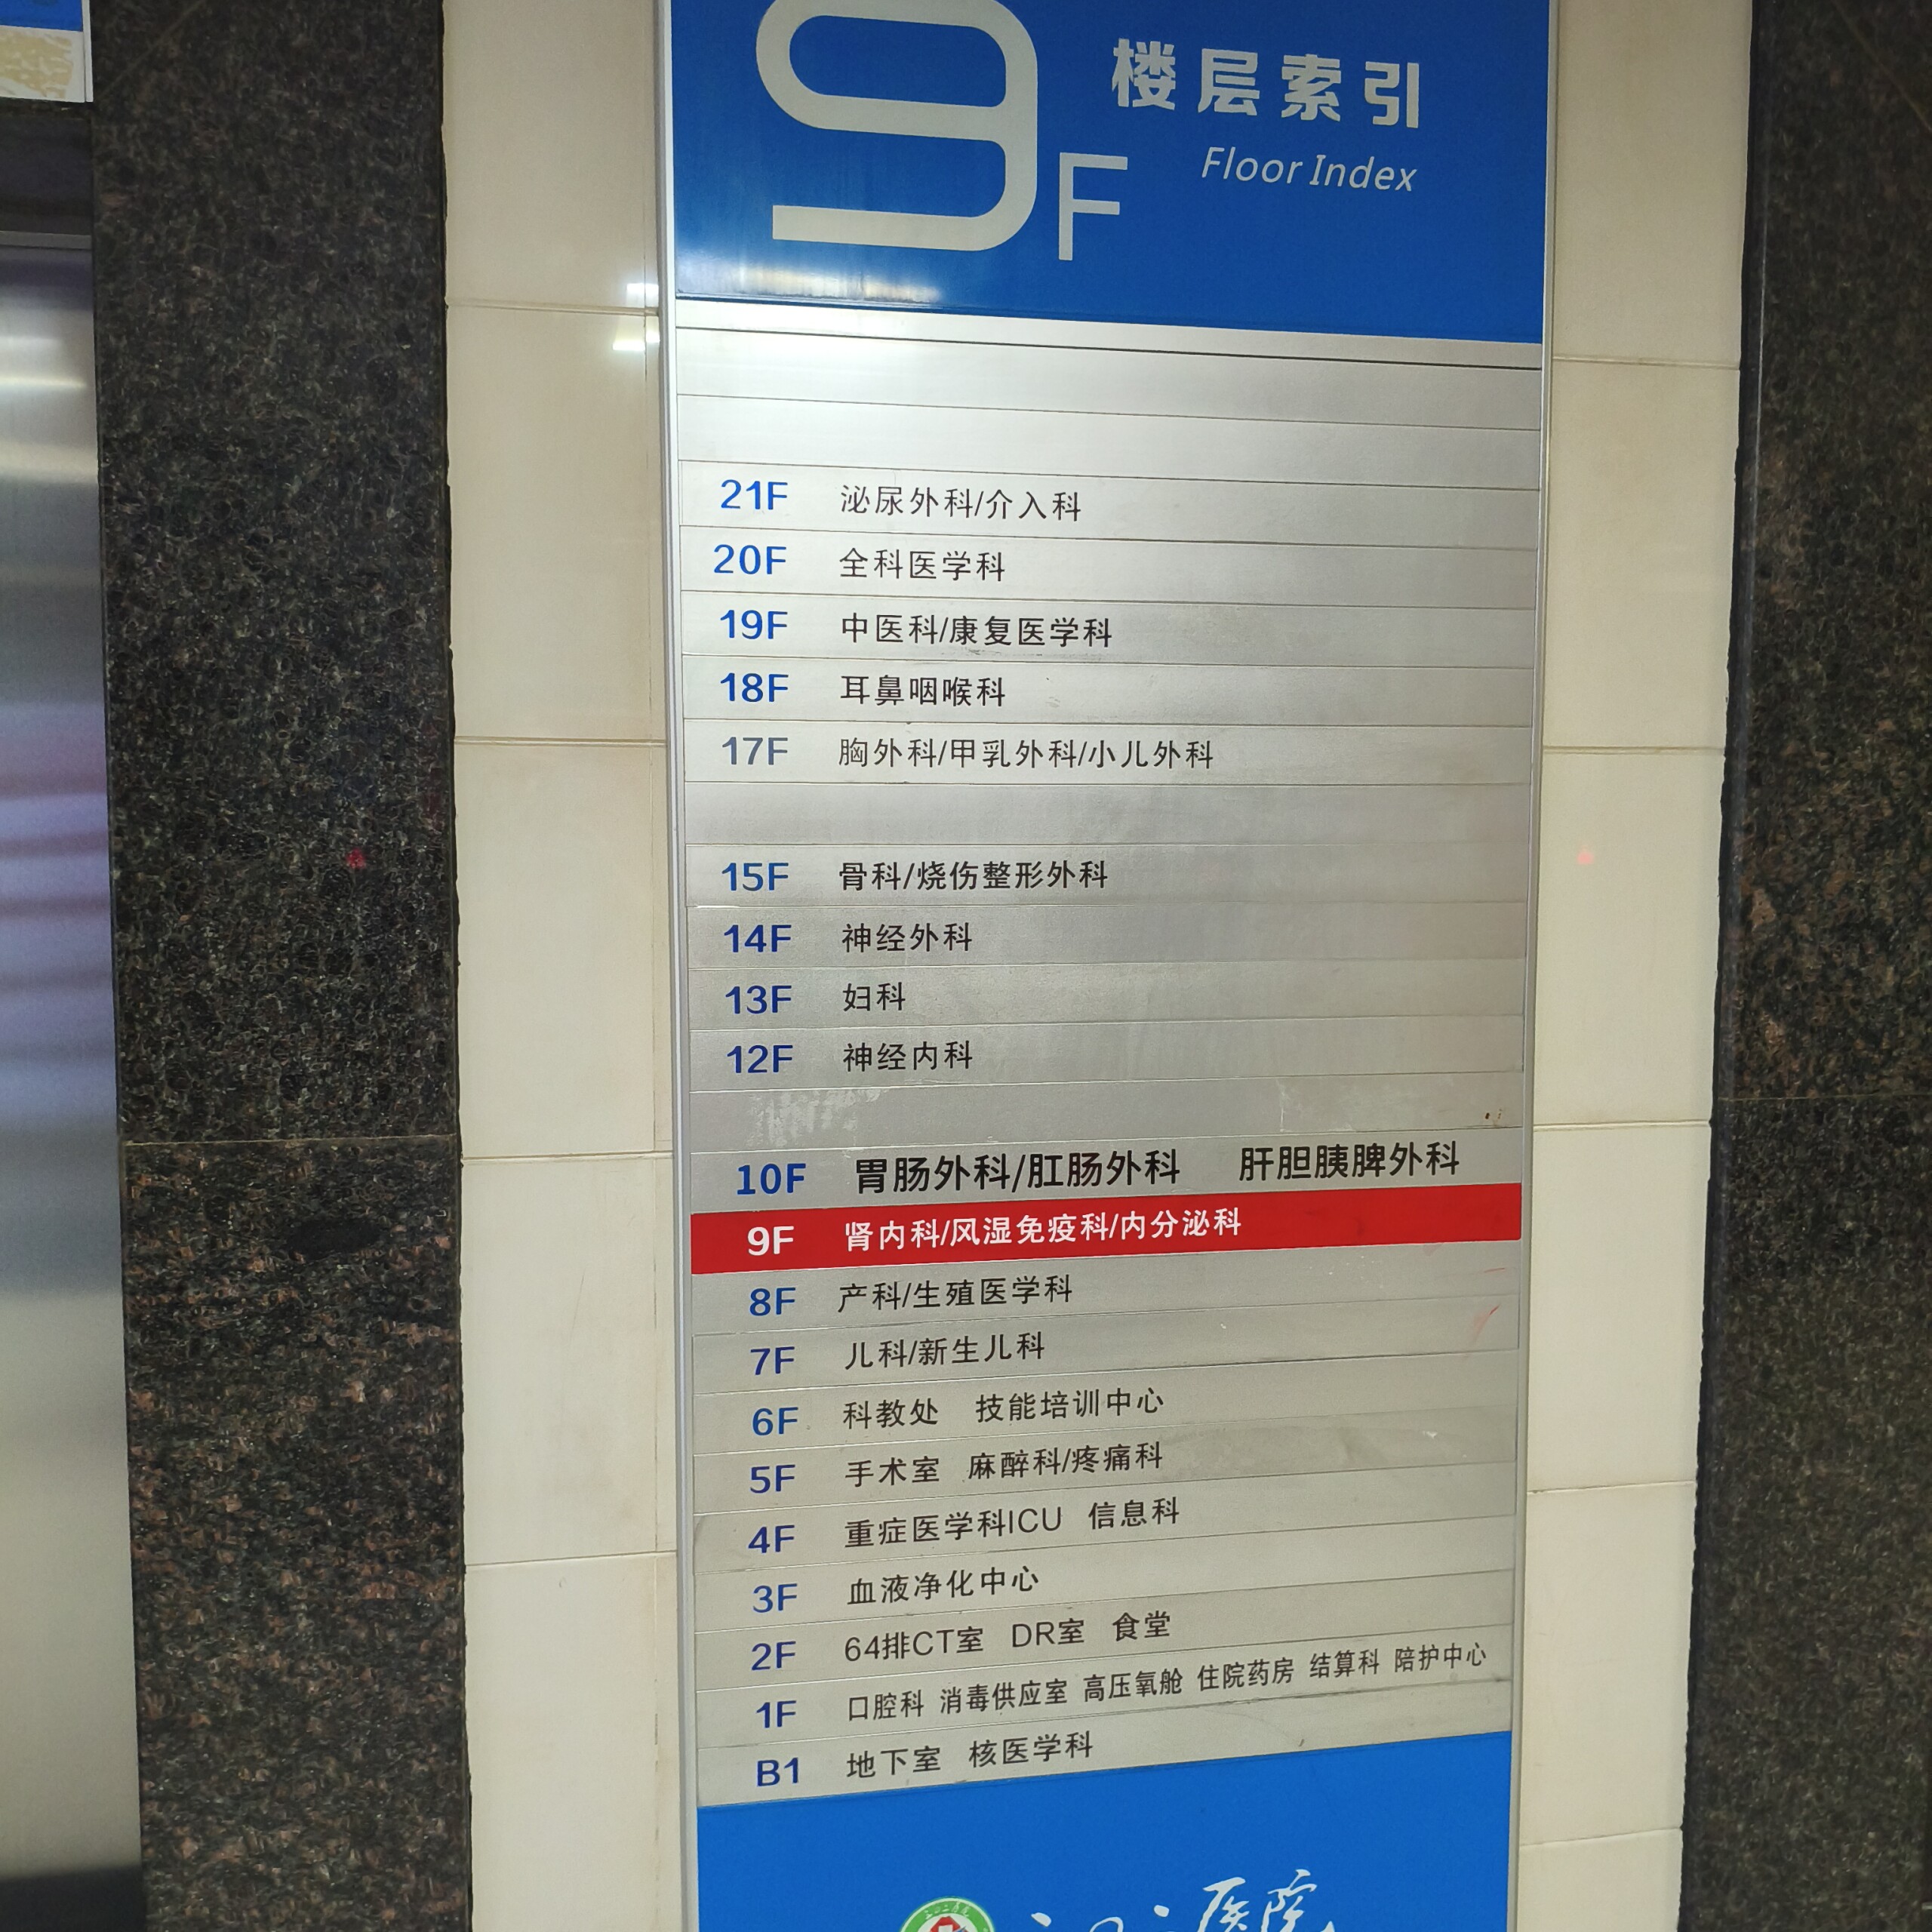 9F
楼层索引
Floor Index
21F 泌尿外科/介入科
20F 全科医学科
19F 中医科/康复医学科
18F 耳鼻咽喉科
17F 胸外科/甲乳外科/小儿外科
15F 骨科/烧伤整形外科
14F 神经外科
13F 妇科
12F 神经内科
10F 胃肠外科/肛肠外科 肝胆胰脾外科
9F 肾内科/风湿免疫科/内分泌科
8F 产科/生殖医学科
7F 儿科/新生儿科
6F 科教处 技能培训中心
5F 手术室 麻醉科/疼痛科
4F 重症医学科ICU 信息科
3F 血液净化中心
2F 64排CT室 DR室 食堂
1F 口腔科 消毒供应室 高压氧舱 住院药房 结算科 陪护中心
B1 地下室 核医学科
医院